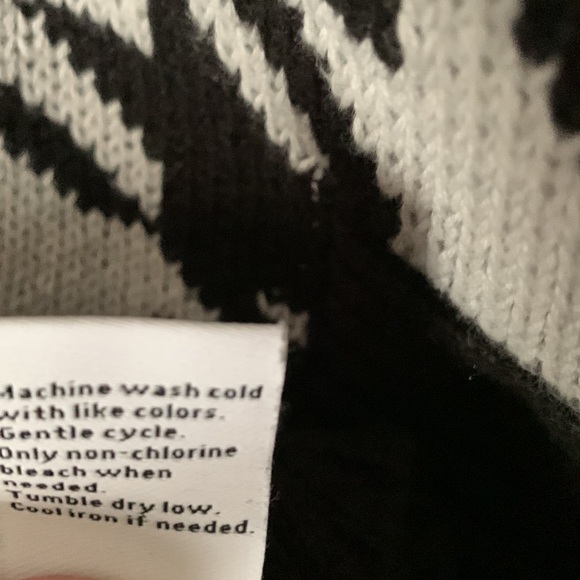 Machine wash cold
with like colors.
Gentle cycle.
Only non-chlorine
bleach when
needed.
Tumble dry low.
Cool iron if needed.